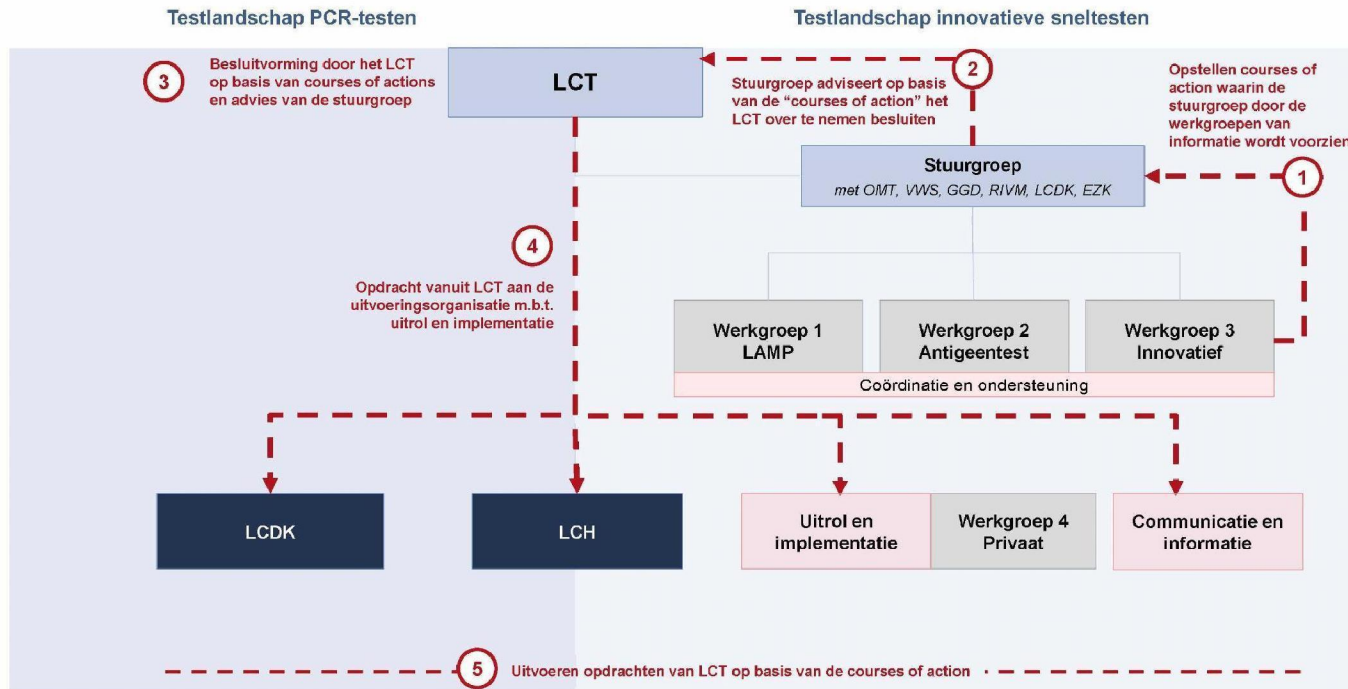 Testlandschap PCR-testen
Testlandschap innovatieve sneltesten
3
Besluitvorming door het LCT
op basis van courses of actions
en advies van de stuurgroep
LCT
2
Stuurgroep adviseert op basis
van de “courses of action” het
LCT over te nemen besluiten
Opstellen courses of
action waarin de
stuurgroep door de
werkgroepen van
informatie wordt voorzien
1
Stuurgroep
met OMT, VWS, GGD, RIVM, LCDK, EZK
4
Opdracht vanuit LCT aan de
uitvoeringsorganisatie m.b.t.
uitrol en implementatie
Werkgroep 1
LAMP
Werkgroep 2
Antigeentest
Werkgroep 3
Innovatief
Coördinatie en ondersteuning
LCDK
LCH
Uitrol en
implementatie
Werkgroep 4
Privaat
Communicatie en
informatie
5
Uitvoeren opdrachten van LCT op basis van de courses of action